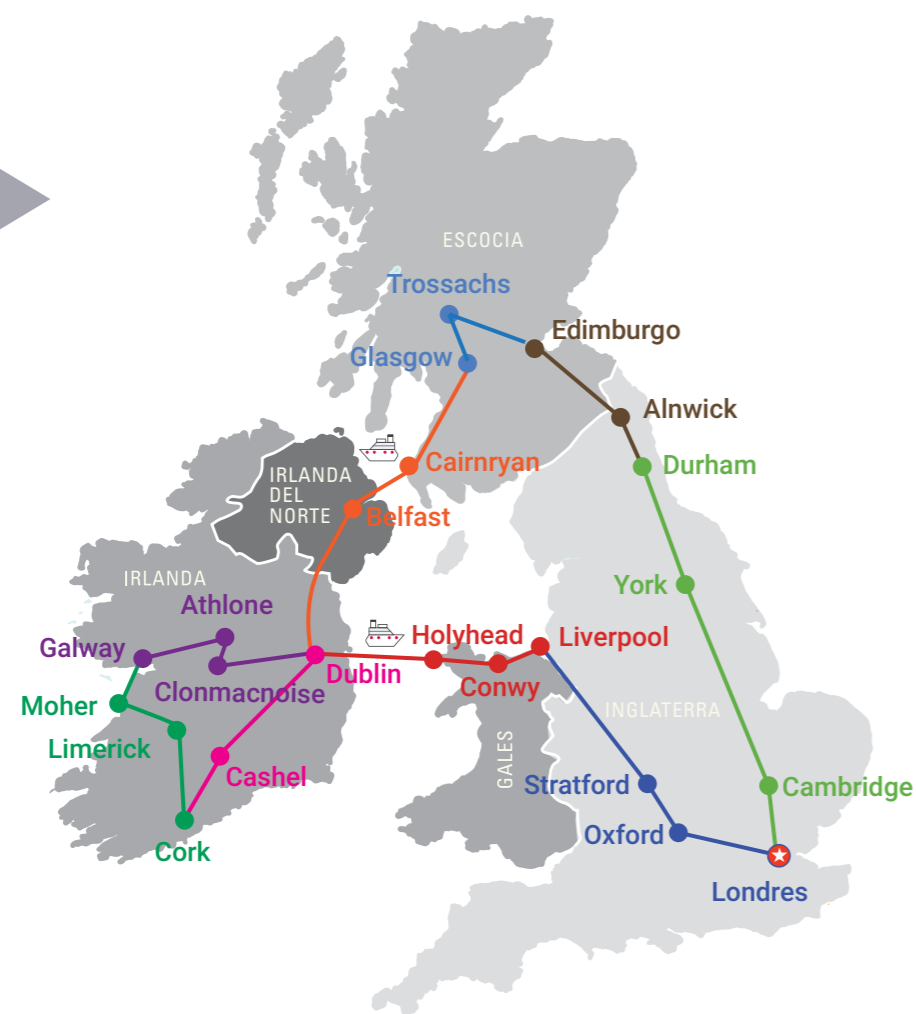 ESCOCIA
Trossachs
Edimburgo
Glasgow
Alnwick
Cairnryan
Durham
IRLANDA
DEL
NORTE
Belfast
IRLANDA
York
Athlone
Galway
Holyhead
Liverpool
Dublin
Conwy
Clonmacnoise
Moher
INGLATERRA
Limerick
Cashel
GALES
Stratford
Cambridge
Oxford
Cork
Londres